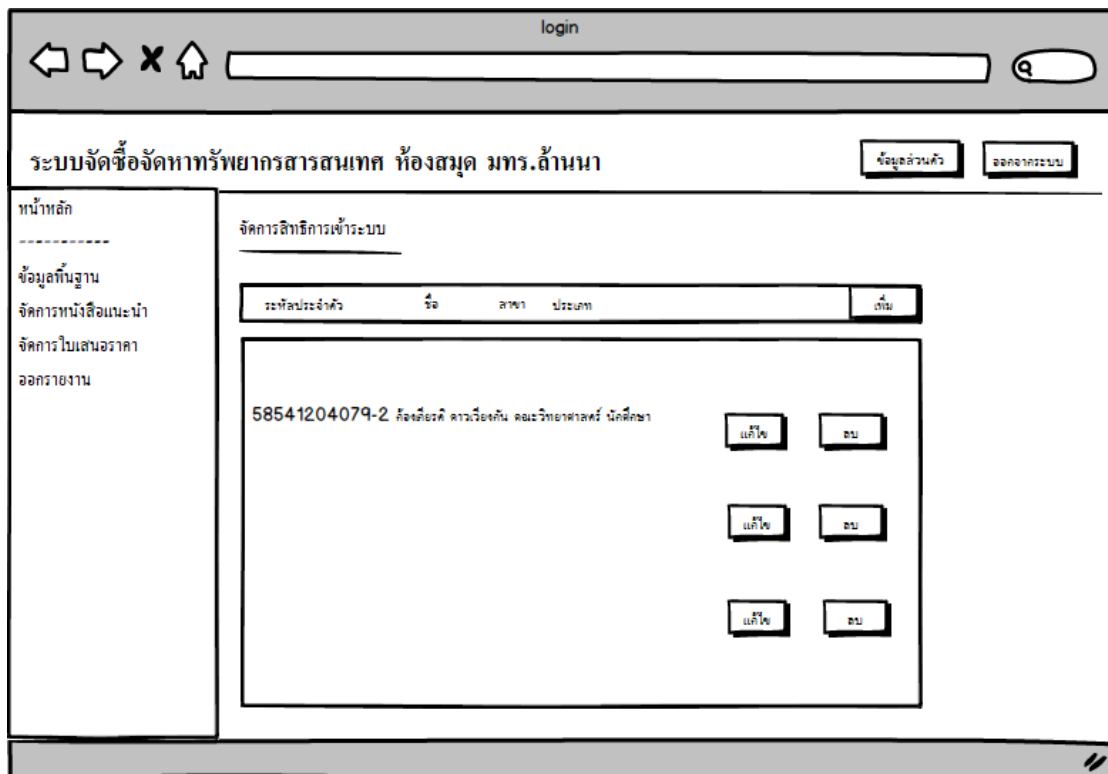 login
ระบบจัดซื้อจัดหาทรัพยากรสารสนเทศ ห้องสมุด มทร.ล้านนา
ข้อมูลส่วนตัว
ออกจากระบบ
หน้าหลัก
-----------
ข้อมูลพื้นฐาน
จัดการหนังสือแนะนำ
จัดการใบเสนอราคา
ออกรายงาน
จัดการสิทธิการเข้าระบบ
ระหัลประจำตัว ชื่อ ลาขา ประเภท เพิ่ม
58541204079-2 ก้องเกียรติ ดาวเวียงกัน คณะวิทยาศาลตร์ นักศึกษา แก้ไข ลบ
แก้ไข ลบ
แก้ไข ลบ